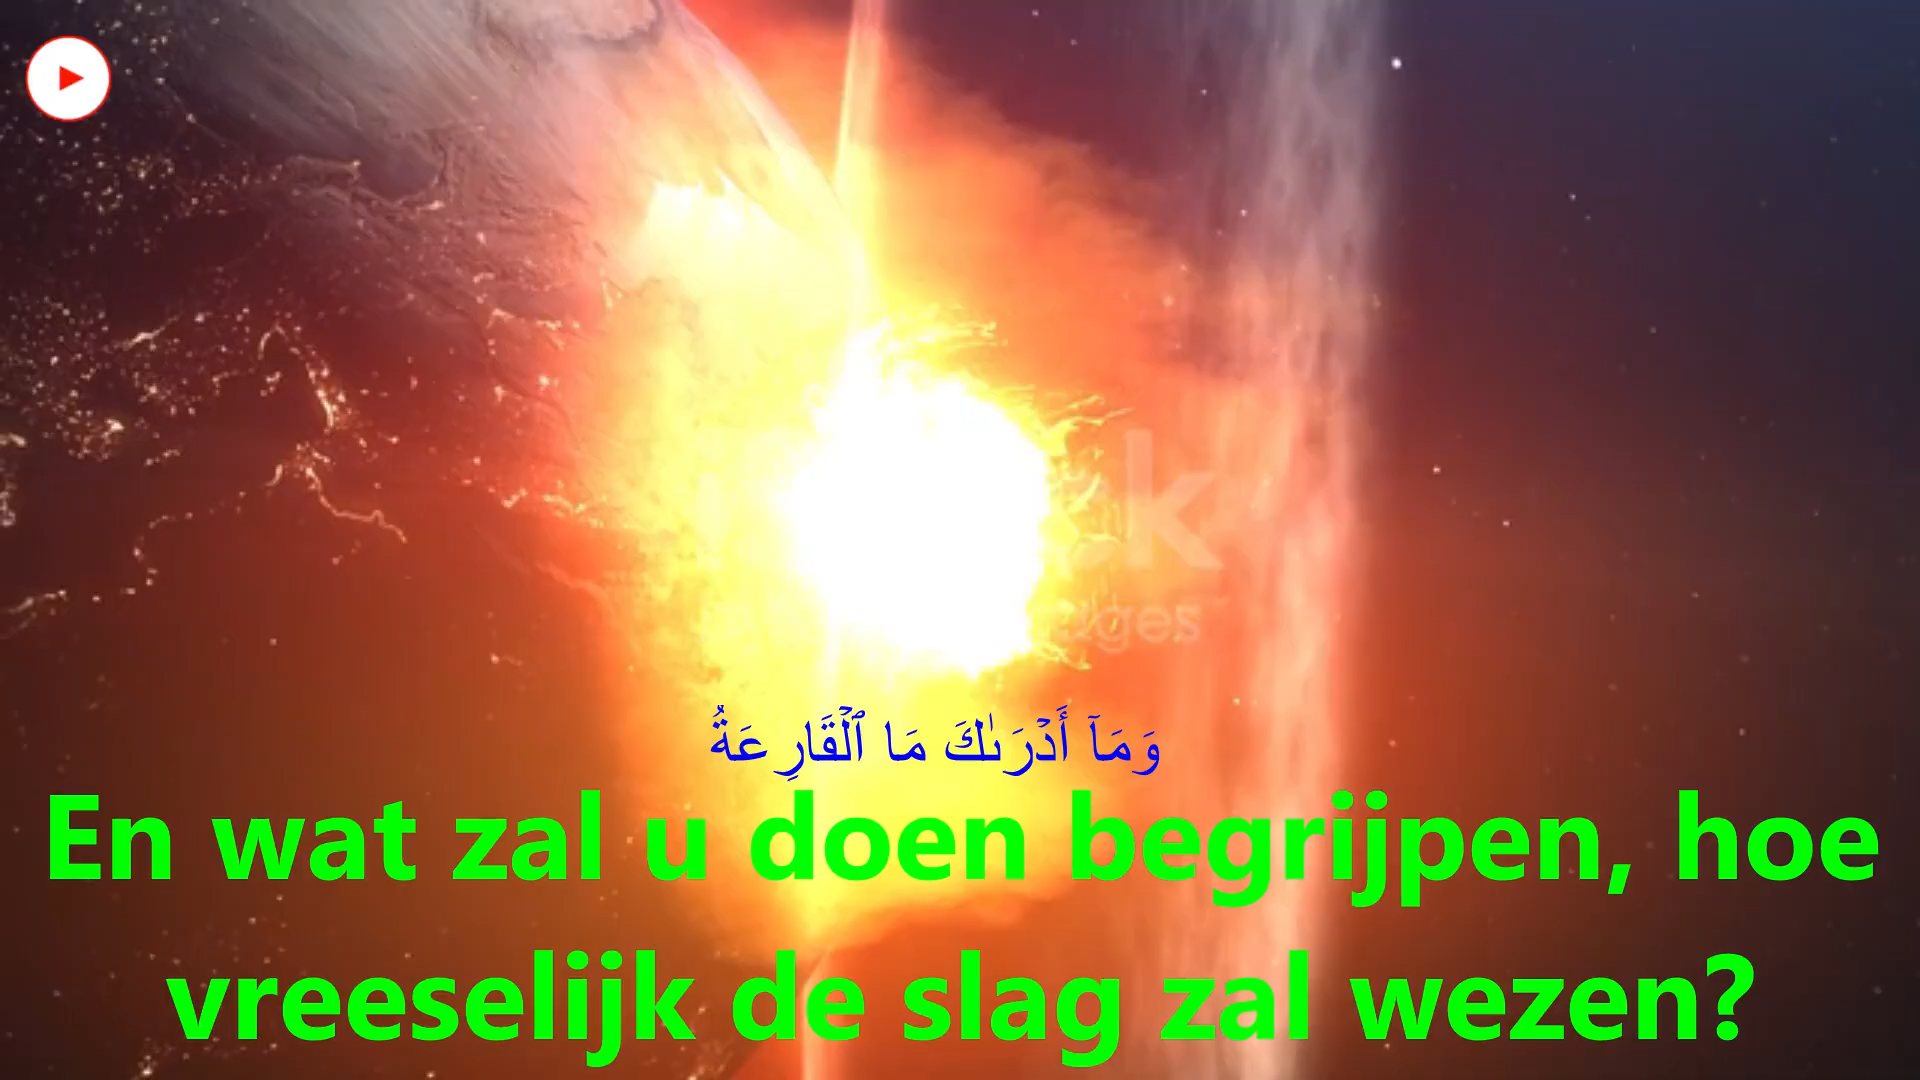 وَمَآ أَدْرَىٰكَ مَا ٱلْقَارِعَةُ
En wat zal u doen begrijpen, hoe
vreeselijk de slag zal wezen?